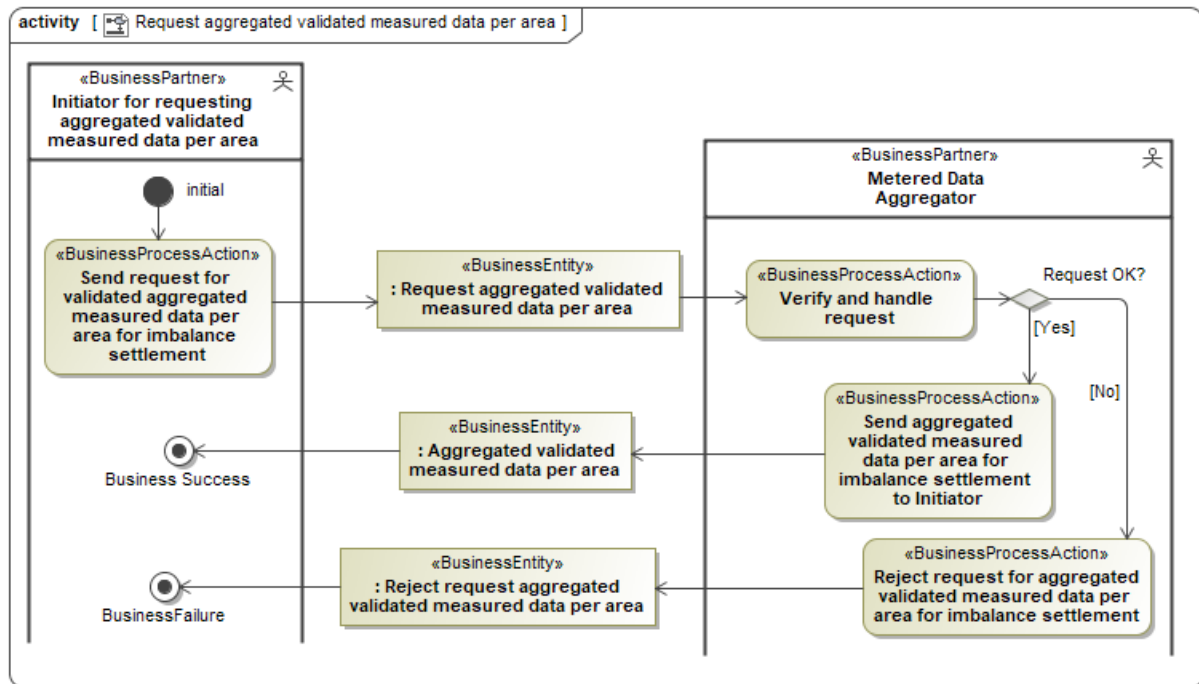 activity [ Request aggregated validated measured data per area ]
«BusinessPartner»
Initiator for requesting
aggregated validated
measured data per area
initial
«BusinessProcessAction»
Send request for
validated aggregated
measured data per
area for imbalance
settlement
«BusinessEntity»
: Request aggregated validated
measured data per area
«BusinessPartner»
Metered Data
Aggregator
«BusinessProcessAction»
Verify and handle
request
Request OK?
[Yes]
[No]
«BusinessProcessAction»
Send aggregated
validated measured
data per area for
imbalance settlement
to Initiator
«BusinessEntity»
: Aggregated validated
measured data per area
Business Success
«BusinessProcessAction»
Reject request for aggregated
validated measured data per
area for imbalance settlement
«BusinessEntity»
: Reject request aggregated
validated measured data per area
BusinessFailure